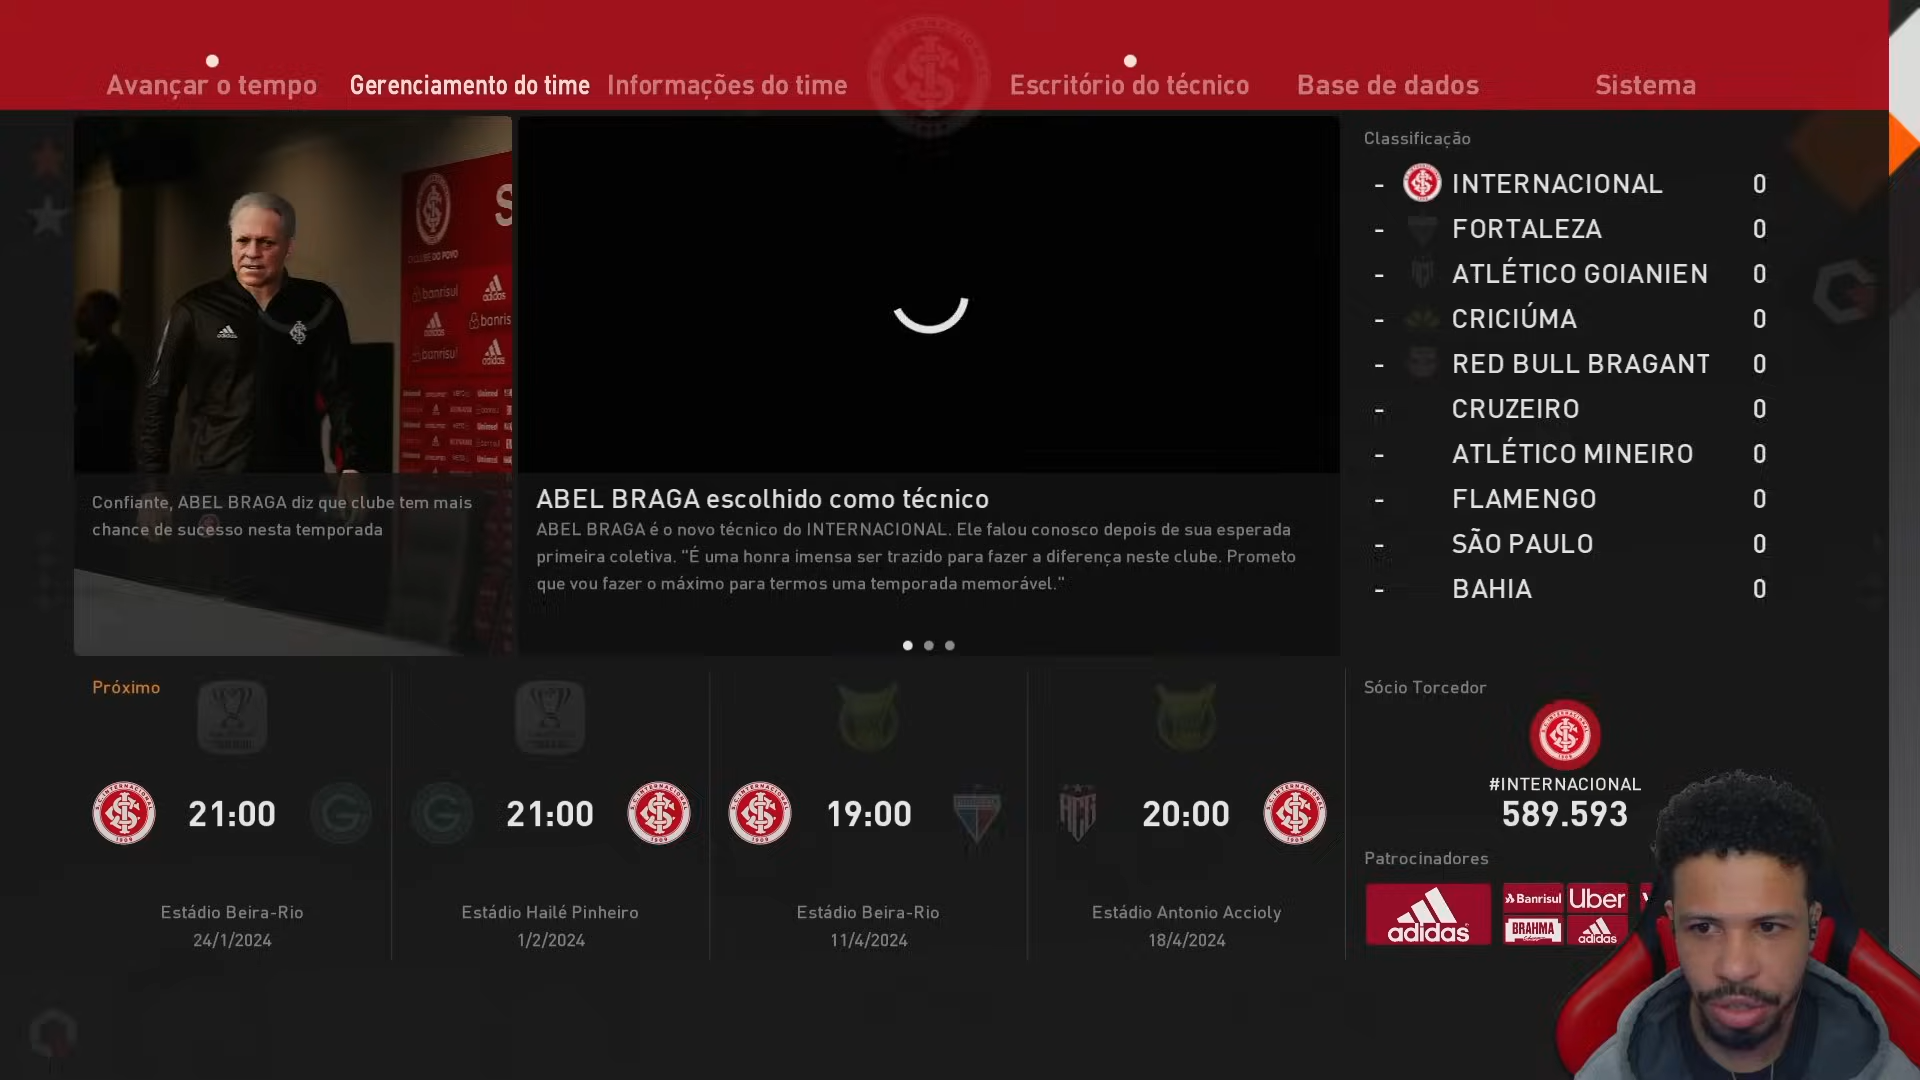 Avançar o tempo
Gerenciamento do time
Informações do time
Escritório do técnico
Base de dados
Sistema
CLUBE DO POVO
banrisul
adidas
banris
banrisul
Confiante, ABEL BRAGA diz que clube tem mais
chance de sucesso nesta temporada
ABEL BRAGA escolhido como técnico
ABEL BRAGA é o novo técnico do INTERNACIONAL. Ele falou conosco depois de sua esperada
primeira coletiva. "É uma honra imensa ser trazido para fazer a diferença neste clube. Prometo
que vou fazer o máximo para termos uma temporada memorável."
Classificação
- INTERNACIONAL 0
- FORTALEZA 0
- ATLÉTICO GOIANIEN 0
- CRICIÚMA 0
- RED BULL BRAGANT 0
- CRUZEIRO 0
- ATLÉTICO MINEIRO 0
- FLAMENGO 0
- SÃO PAULO 0
- BAHIA 0
Próximo
21:00
Estádio Beira-Rio
24/1/2024
21:00
Estádio Hailé Pinheiro
1/2/2024
19:00
Estádio Beira-Rio
11/4/2024
20:00
Estádio Antonio Accioly
18/4/2024
Sócio Torcedor
#INTERNACIONAL
589.593
Patrocinadores
adidas
Banrisul
Uber
BRAHMA
adidas